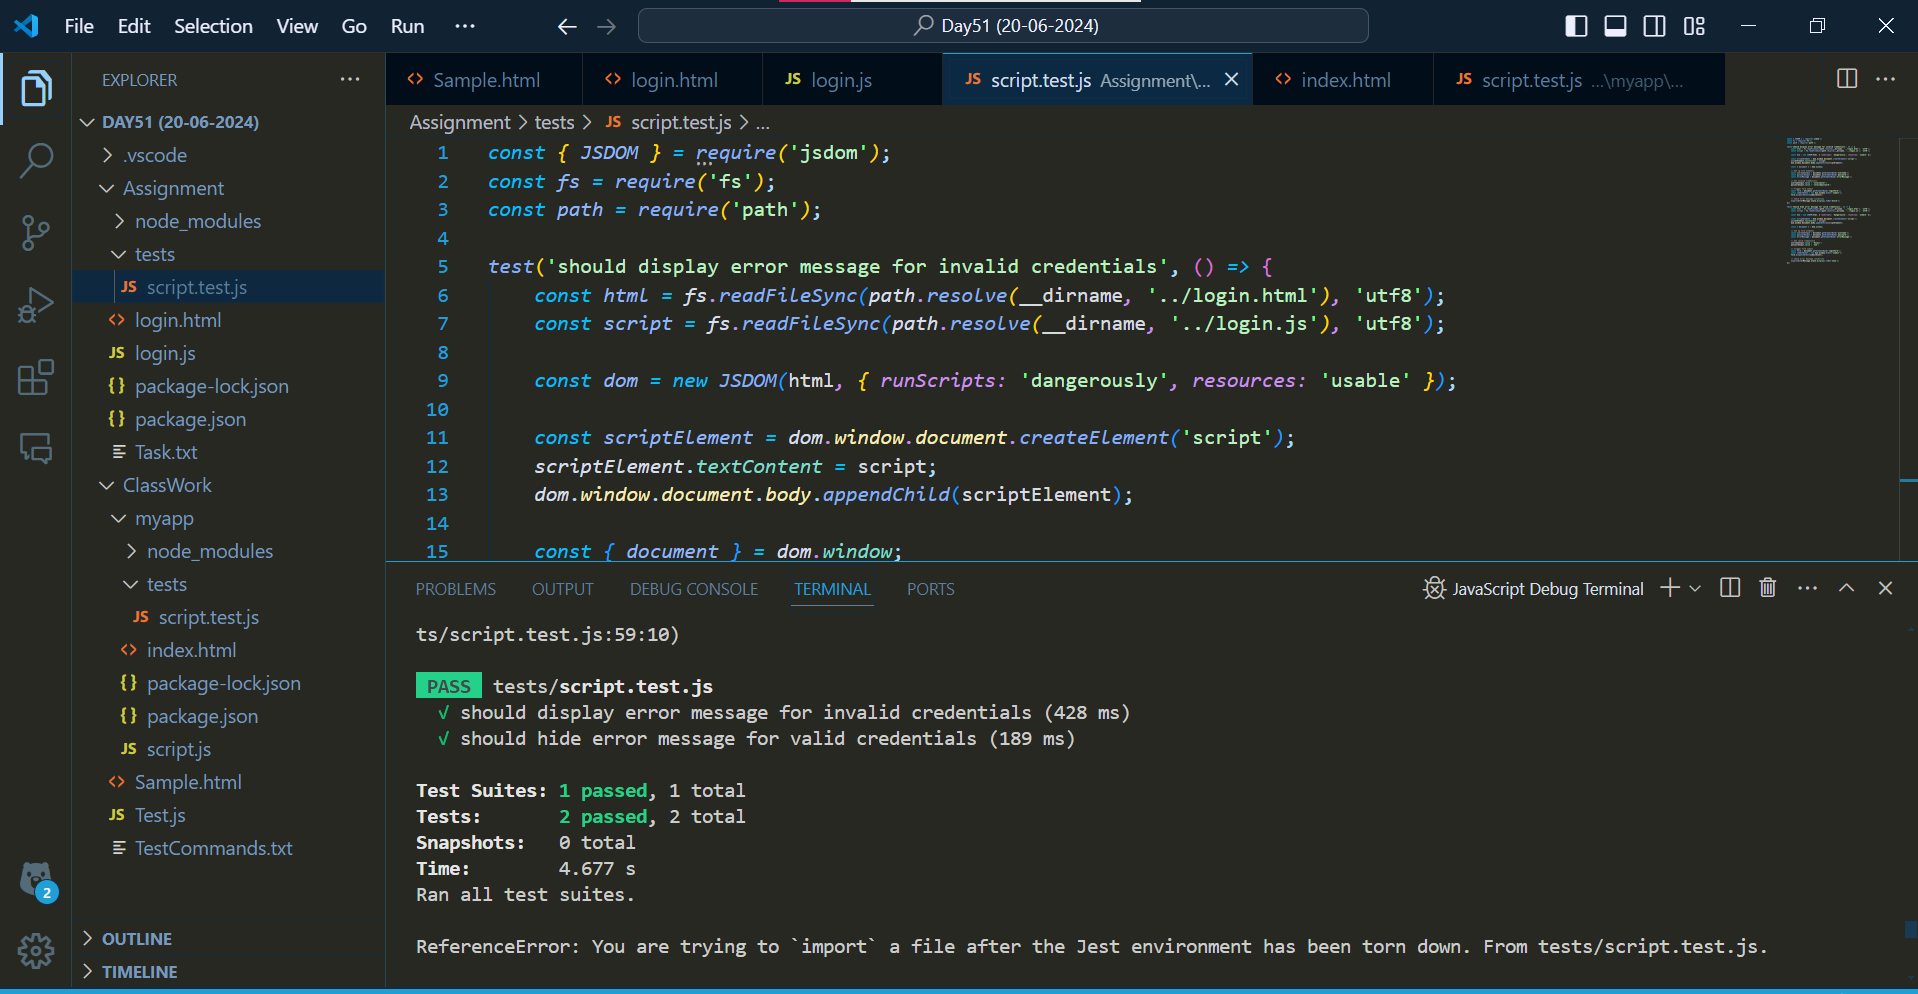 File Edit Selection View Go Run ...
Day51 (20-06-2024)
EXPLORER ...
DAY51 (20-06-2024)
.vscode
Assignment
node_modules
tests
JS script.test.js
<> login.html
JS login.js
{} package-lock.json
{} package.json
Task.txt
ClassWork
myapp
node_modules
tests
JS script.test.js
<> index.html
{} package-lock.json
{} package.json
JS script.js
<> Sample.html
JS Test.js
TestCommands.txt
2
OUTLINE
TIMELINE
<> Sample.html <> login.html JS login.js JS script.test.js Assignment\... <> index.html JS script.test.js ...\myapp\...
Assignment > tests > JS script.test.js > ...
1 const { JSDOM } = require('jsdom');
2 const fs = require('fs');
3 const path = require('path');
4
5 test('should display error message for invalid credentials', () => {
6 const html = fs.readFileSync(path.resolve(__dirname, '../login.html'), 'utf8');
7 const script = fs.readFileSync(path.resolve(__dirname, '../login.js'), 'utf8');
8
9 const dom = new JSDOM(html, { runScripts: 'dangerously', resources: 'usable' });
10
11 const scriptElement = dom.window.document.createElement('script');
12 scriptElement.textContent = script;
13 dom.window.document.body.appendChild(scriptElement);
14
15 const { document } = dom.window;
PROBLEMS OUTPUT DEBUG CONSOLE TERMINAL PORTS JavaScript Debug Terminal
ts/script.test.js:59:10)
PASS tests/script.test.js
√ should display error message for invalid credentials (428 ms)
√ should hide error message for valid credentials (189 ms)
Test Suites: 1 passed, 1 total
Tests: 2 passed, 2 total
Snapshots: 0 total
Time: 4.677 s
Ran all test suites.
ReferenceError: You are trying to `import` a file after the Jest environment has been torn down. From tests/script.test.js.